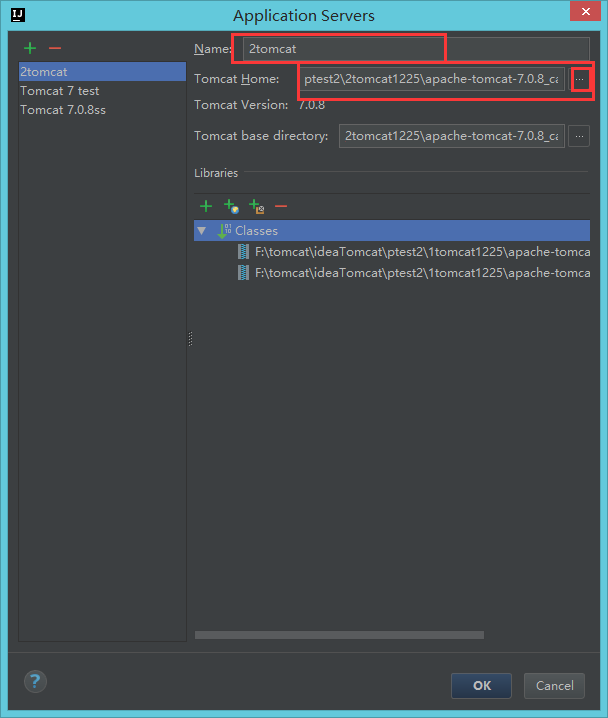 IJ
Application Servers
2tomcat
Tomcat 7 test
Tomcat 7.0.8ss
Name: 2tomcat
Tomcat Home: ptest2\2tomcat1225\apache-tomcat-7.0.8_ca ...
Tomcat Version: 7.0.8
Tomcat base directory: 2tomcat1225\apache-tomcat-7.0.8_ca ...
Libraries
Classes
F:\tomcat\ideaTomcat\ptest2\1tomcat1225\apache-tomca
F:\tomcat\ideaTomcat\ptest2\1tomcat1225\apache-tomca
?
OK
Cancel